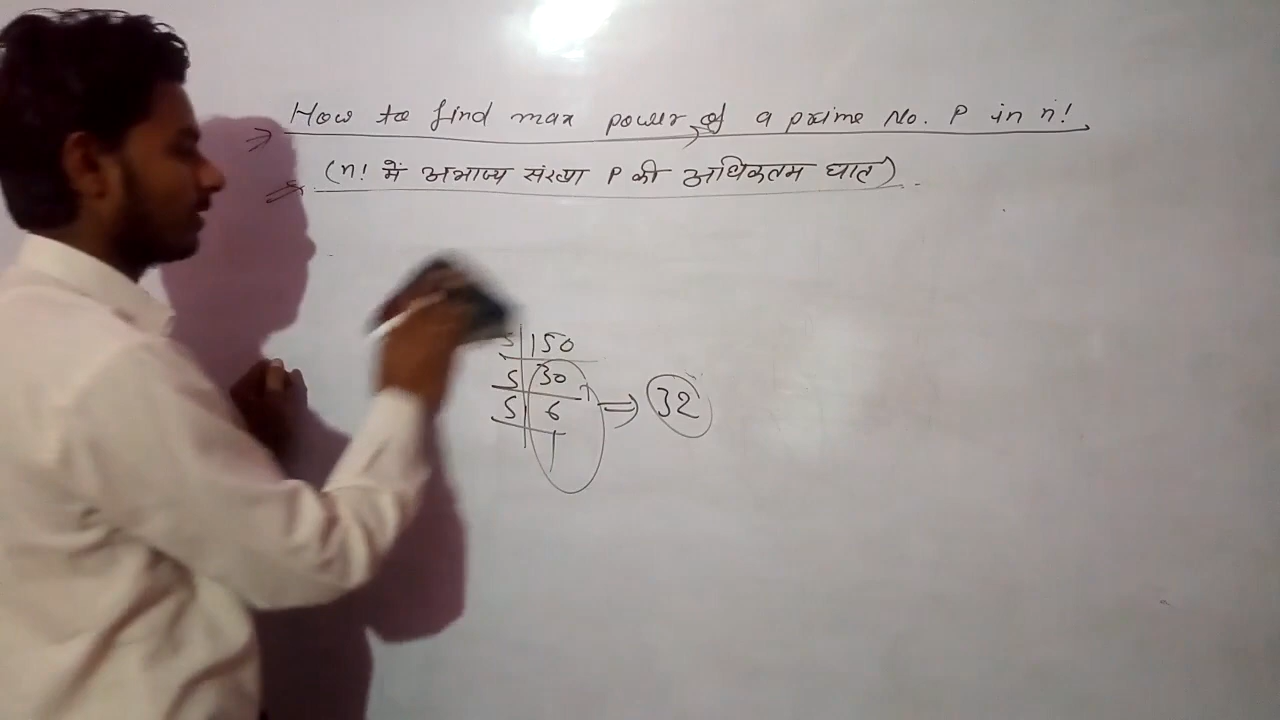 How to find max power of a prime No. P in n!
(n! में अभाज्य संख्या P की अधिकतम घात)
5 150
5 30
5 6 ⇒ 32
1